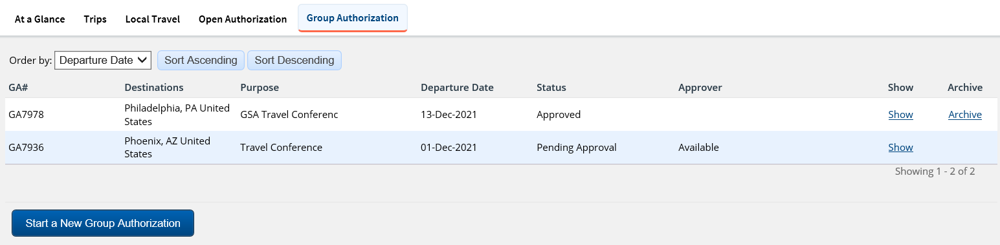 At a Glance Trips Local Travel Open Authorization Group Authorization
Order by: Departure Date Sort Ascending Sort Descending
GA# Destinations Purpose Departure Date Status Approver Show Archive
GA7978 Philadelphia, PA United States GSA Travel Conferenc 13-Dec-2021 Approved Show Archive
GA7936 Phoenix, AZ United States Travel Conference 01-Dec-2021 Pending Approval Available Show
Showing 1 - 2 of 2
Start a New Group Authorization